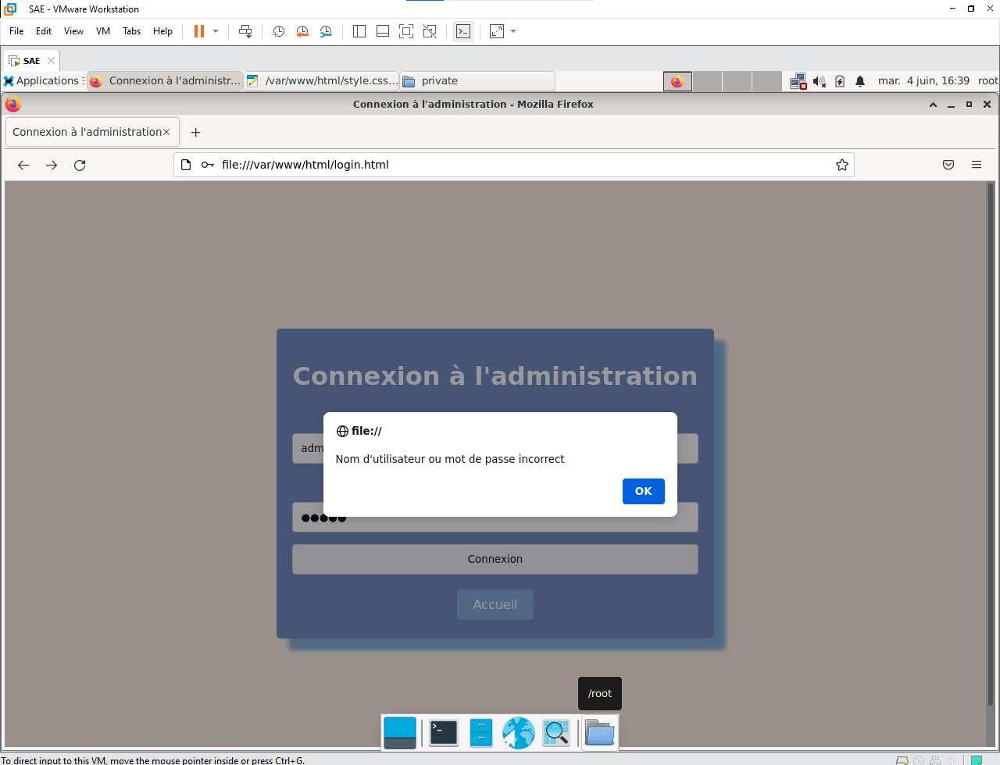 SAE - VMware Workstation
File Edit View VM Tabs Help
SAE
Applications Connexion à l'administr... /var/www/html/style.css... private mar. 4 juin, 16:39 root
Connexion à l'administration - Mozilla Firefox
Connexion à l'administration
file:///var/www/html/login.html
Connexion à l'administration
file://
adm
Nom d'utilisateur ou mot de passe incorrect
OK
Connexion
Accueil
/root
To direct input to this VM, move the mouse pointer inside or press Ctrl+G.